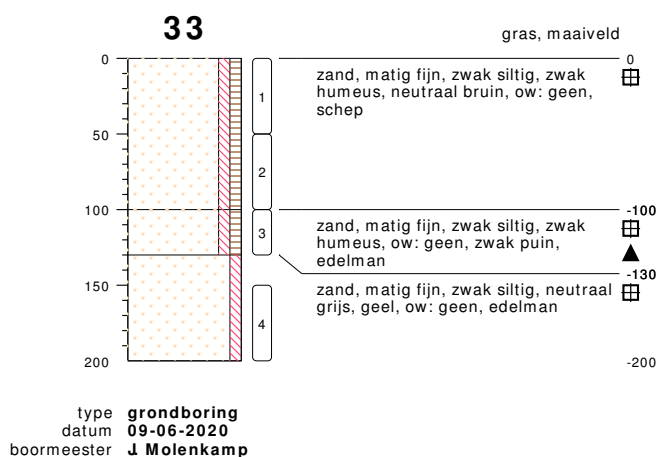 33
gras, maaiveld
0
0
zand, matig fijn, zwak siltig, zwak
humeus, neutraal bruin, ow: geen,
schep
1
50
2
100
-100
zand, matig fijn, zwak siltig, zwak
humeus, ow: geen, zwak puin,
edelman
3
-130
zand, matig fijn, zwak siltig, neutraal
grijs, geel, ow: geen, edelman
150
4
200
-200
type grondboring
datum 09-06-2020
boormeester J. Molenkamp